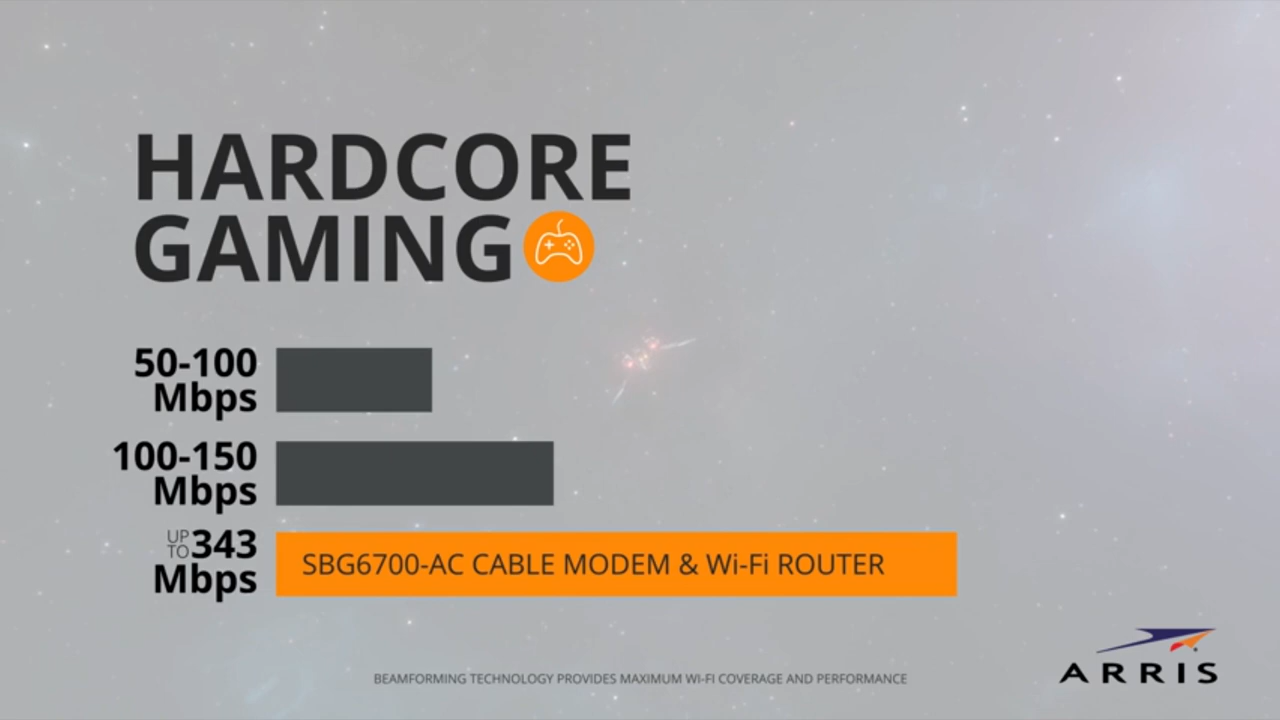 HARDCORE
GAMING
50-100
Mbps
100-150
Mbps
UP TO 343
Mbps
SBG6700-AC CABLE MODEM & Wi-Fi ROUTER
BEAMFORMING TECHNOLOGY PROVIDES MAXIMUM WI-FI COVERAGE AND PERFORMANCE
ARRIS